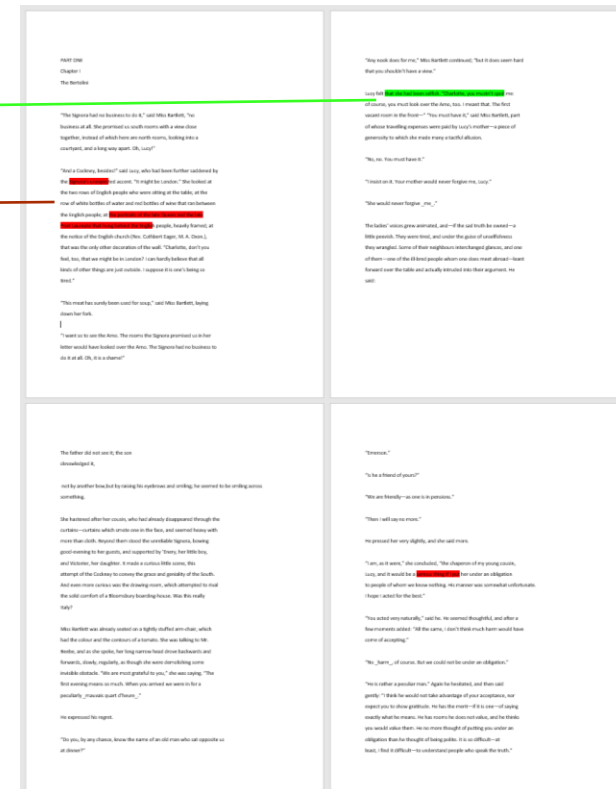 PART ONE
Chapter I
The Bertolini
"The Signora had no business to do it," said Miss Bartlett, "no
business at all. She promised us south rooms with a view close
together, instead of which here are north rooms, looking into a
courtyard, and a long way apart. Oh, Lucy!"
"And a Cockney, besides!" said Lucy, who had been further saddened by
the accent. "It might be London." She looked at
the two rows of English people who were sitting at the table; at the
row of white bottles of water and red bottles of wine that ran between
the English people; at
people, heavily framed; at
the notice of the English church (Rev. Cuthbert Eager, M. A. Oxon.),
that was the only other decoration of the wall. "Charlotte, don't you
feel, too, that we might be in London? I can hardly believe that all
kinds of other things are just outside. I suppose it is one's being so
tired."
"This meat has surely been used for soup," said Miss Bartlett, laying
down her fork.
"I want so to see the Arno. The rooms the Signora promised us in her
letter would have looked over the Arno. The Signora had no business to
do it at all. Oh, it is a shame!"
"Any nook does for me," Miss Bartlett continued; "but it does seem hard
that you shouldn't have a view."
Lucy felt that she had been selfish. "Charlotte, you mustn't spoil me:
of course, you must look over the Arno, too. I meant that. The first
vacant room in the front—" "You must have it," said Miss Bartlett, part
of whose travelling expenses were paid by Lucy's mother—a piece of
generosity to which she made many a tactful allusion.
"No, no. You must have it."
"I insist on it. Your mother would never forgive me, Lucy."
"She would never forgive _me_."
The ladies' voices grew animated, and—if the sad truth be owned—a
little peevish. They were tired, and under the guise of unselfishness
they wrangled. Some of their neighbours interchanged glances, and one
of them—one of the ill-bred people whom one does meet abroad—leant
forward over the table and actually intruded into their argument. He
said:
The father did not see it; the son
acknowledged it,
not by another bow, but by raising his eyebrows and smiling; he seemed to be smiling across
something.
She hastened after her cousin, who had already disappeared through the
curtains—curtains which smote one in the face, and seemed heavy with
more than cloth. Beyond them stood the unreliable Signora, bowing
good-evening to her guests, and supported by 'Enery, her little boy,
and Victorier, her daughter. It made a curious little scene, this
attempt of the Cockney to convey the grace and geniality of the South.
And even more curious was the drawing-room, which attempted to rival
the solid comfort of a Bloomsbury boarding-house. Was this really
Italy?
Miss Bartlett was already seated on a tightly stuffed arm-chair, which
had the colour and the contours of a tomato. She was talking to Mr.
Beebe, and as she spoke, her long narrow head drove backwards and
forwards, slowly, regularly, as though she were demolishing some
invisible obstacle. "We are most grateful to you," she was saying. "The
first evening means so much. When you arrived we were in for a
peculiarly _mauvais quart d'heure_."
He expressed his regret.
"Do you, by any chance, know the name of an old man who sat opposite us
at dinner?"
"Emerson."
"Is he a friend of yours?"
"We are friendly—as one is in pensions."
"Then I will say no more."
He pressed her very slightly, and she said more.
"I am, as it were," she concluded, "the chaperon of my young cousin,
Lucy, and it would be a her under an obligation
to people of whom we know nothing. His manner was somewhat unfortunate.
I hope I acted for the best."
"You acted very naturally," said he. He seemed thoughtful, and after a
few moments added: "All the same, I don't think much harm would have
come of accepting."
"No _harm_, of course. But we could not be under an obligation."
"He is rather a peculiar man." Again he hesitated, and then said
gently: "I think he would not take advantage of your acceptance, nor
expect you to show gratitude. He has the merit—if it is one—of saying
exactly what he means. He has rooms he does not value, and he thinks
you would value them. He no more thought of putting you under an
obligation than he thought of being polite. It is so difficult—at
least, I find it difficult—to understand people who speak the truth."